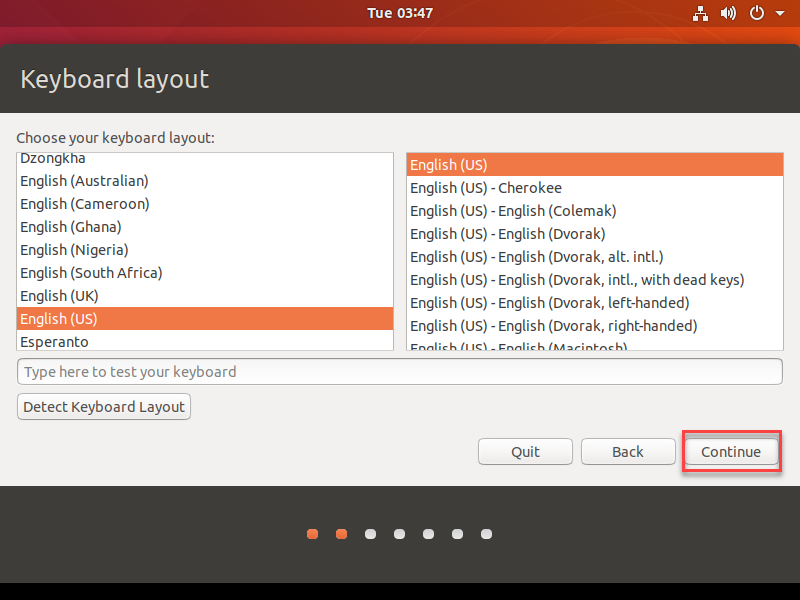 Tue 03:47
Keyboard layout
Choose your keyboard layout:
Dzongkha
English (Australian)
English (Cameroon)
English (Ghana)
English (Nigeria)
English (South Africa)
English (UK)
English (US)
Esperanto
English (US)
English (US) - Cherokee
English (US) - English (Colemak)
English (US) - English (Dvorak)
English (US) - English (Dvorak, alt. intl.)
English (US) - English (Dvorak, intl., with dead keys)
English (US) - English (Dvorak, left-handed)
English (US) - English (Dvorak, right-handed)
English (US) - English (Macintosh)
Type here to test your keyboard
Detect Keyboard Layout
Quit
Back
Continue